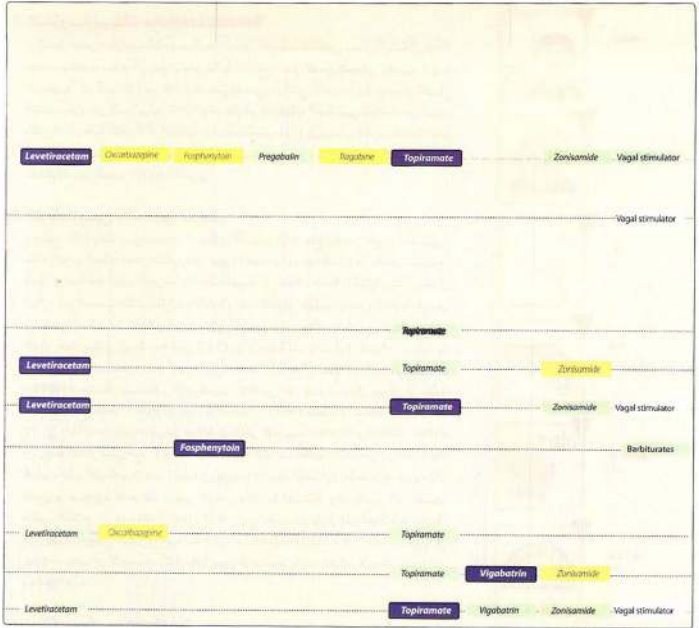 Levetiracetam Oxcarbazepine Fosphenytoin Pregabalin Tiagabine Topiramate Zonisamide Vagal stimulator
Vagal stimulator
Topiramate
Levetiracetam Topiramate Zonisamide
Levetiracetam Topiramate Zonisamide Vagal stimulator
Fosphenytoin Barbiturates
Levetiracetam Oxcarbazepine Topiramate
Topiramate Vigabatrin Zonisamide
Levetiracetam Topiramate Vigabatrin Zonisamide Vagal stimulator